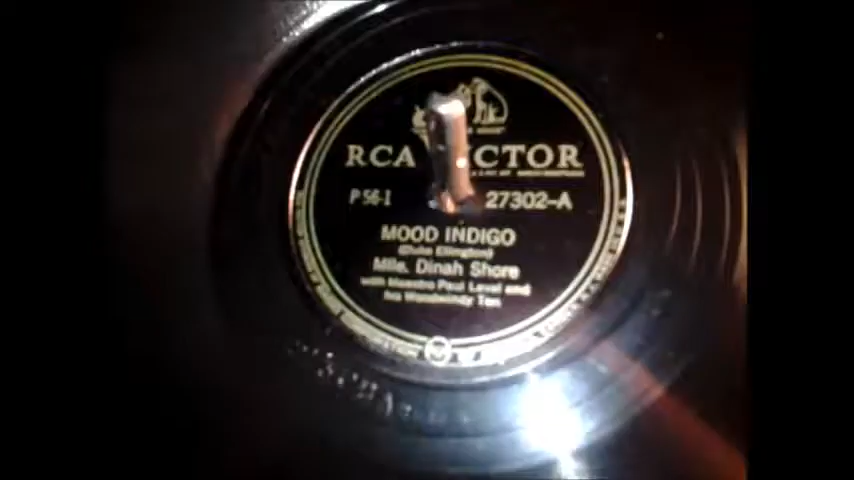 RCA VICTOR
P 56-1 27302-A
MOOD INDIGO
(Duke Ellington)
Mlle. Dinah Shore
with Maestro Paul Laval and
his Woodwindy Ten